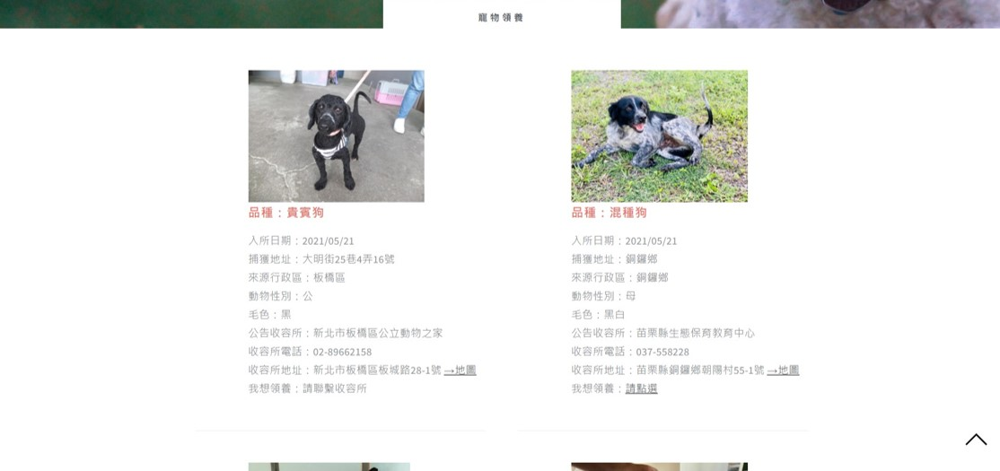 寵物領養
品種：貴賓狗
入所日期：2021/05/21
捕獲地址：大明街25巷4弄16號
來源行政區：板橋區
動物性別：公
毛色：黑
公告收容所：新北市板橋區公立動物之家
收容所電話：02-89662158
收容所地址：新北市板橋區板城路28-1號 →地圖
我想領養：請聯繫收容所
品種：混種狗
入所日期：2021/05/21
捕獲地址：銅鑼鄉
來源行政區：銅鑼鄉
動物性別：母
毛色：黑白
公告收容所：苗栗縣生態保育教育中心
收容所電話：037-558228
收容所地址：苗栗縣銅鑼鄉朝陽村55-1號 →地圖
我想領養：請點選